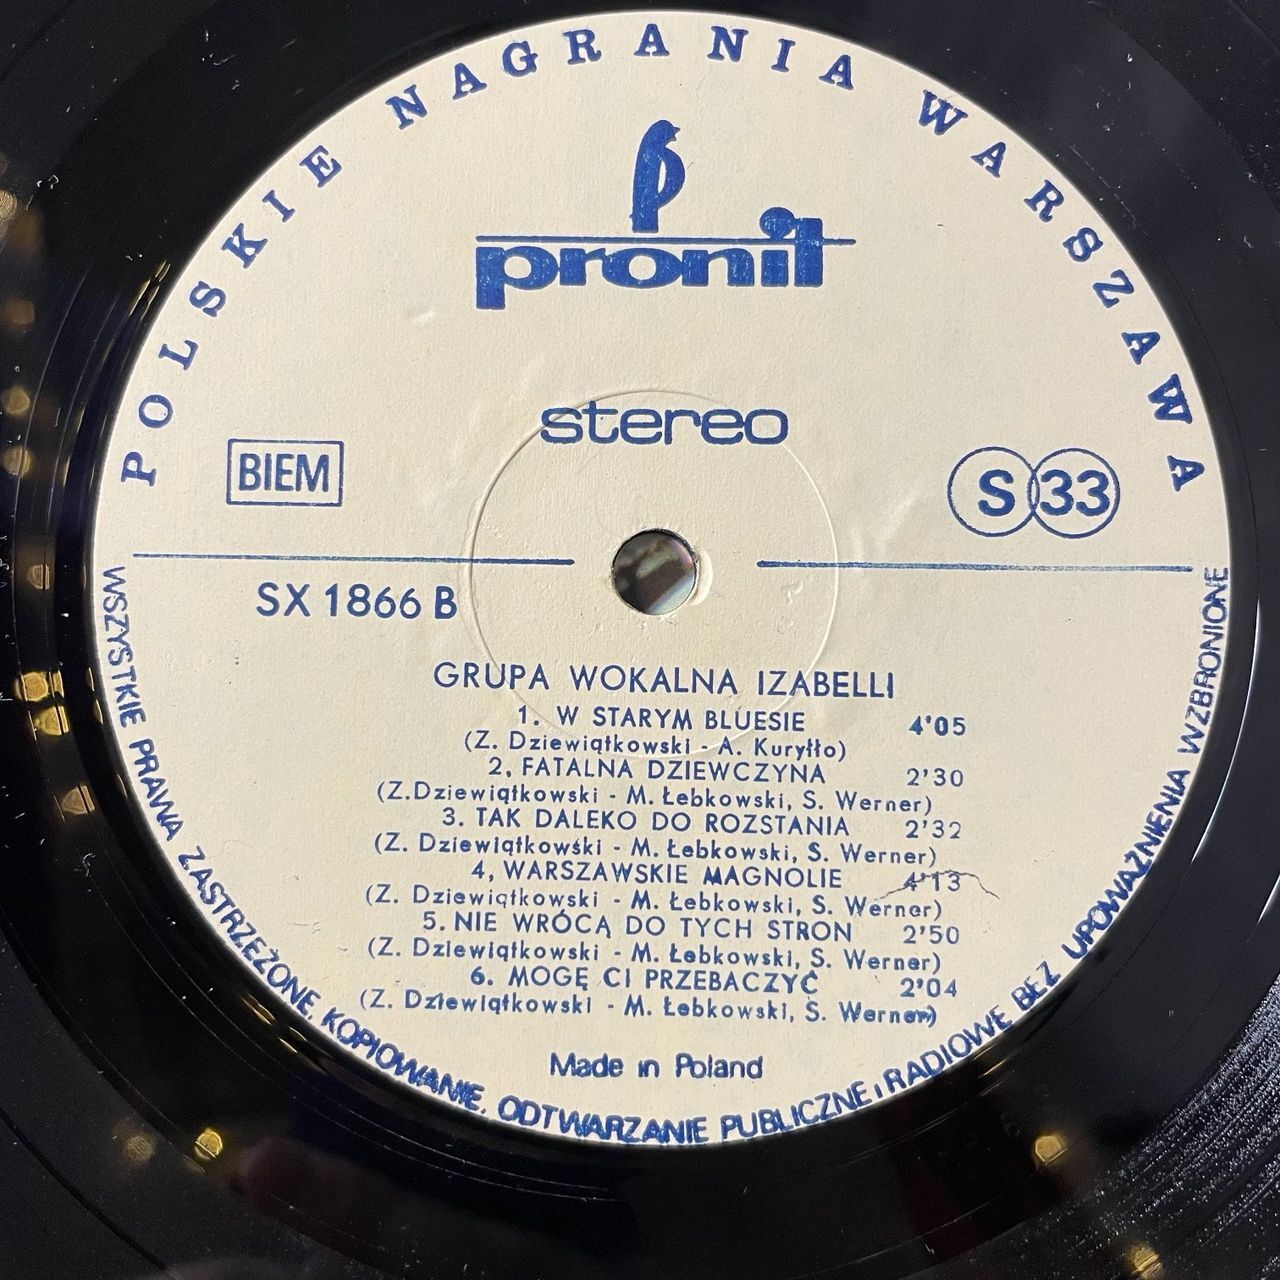 POLSKIE NAGRANIA WARSZAWA
pronit
stereo
BIEM
S 33
SX 1866 B
GRUPA WOKALNA IZABELLI
1. W STARYM BLUESIE 4'05
(Z. Dziewiątkowski - A. Kuryłło)
2. FATALNA DZIEWCZYNA 2'30
(Z. Dziewiątkowski - M. Łebkowski, S. Werner)
3. TAK DALEKO DO ROZSTANIA 2'32
(Z. Dziewiątkowski - M. Łebkowski, S. Werner)
4, WARSZAWSKIE MAGNOLIE 4'13
(Z. Dziewiątkowski - M. Łebkowski, S. Werner)
5. NIE WRÓCĄ DO TYCH STRON 2'50
(Z. Dziewiątkowski - M. Łebkowski, S. Werner)
6. MOGĘ CI PRZEBACZYĆ 2'04
(Z. Dziewiątkowski - M. Łebkowski, S. Werner)
Made in Poland
WSZYSTKIE PRAWA ZASTRZEŻONE. KOPIOWANIE, ODTWARZANIE PUBLICZNE i RADIOWE BEZ UPOWAŻNIENIA WZBRONIONE